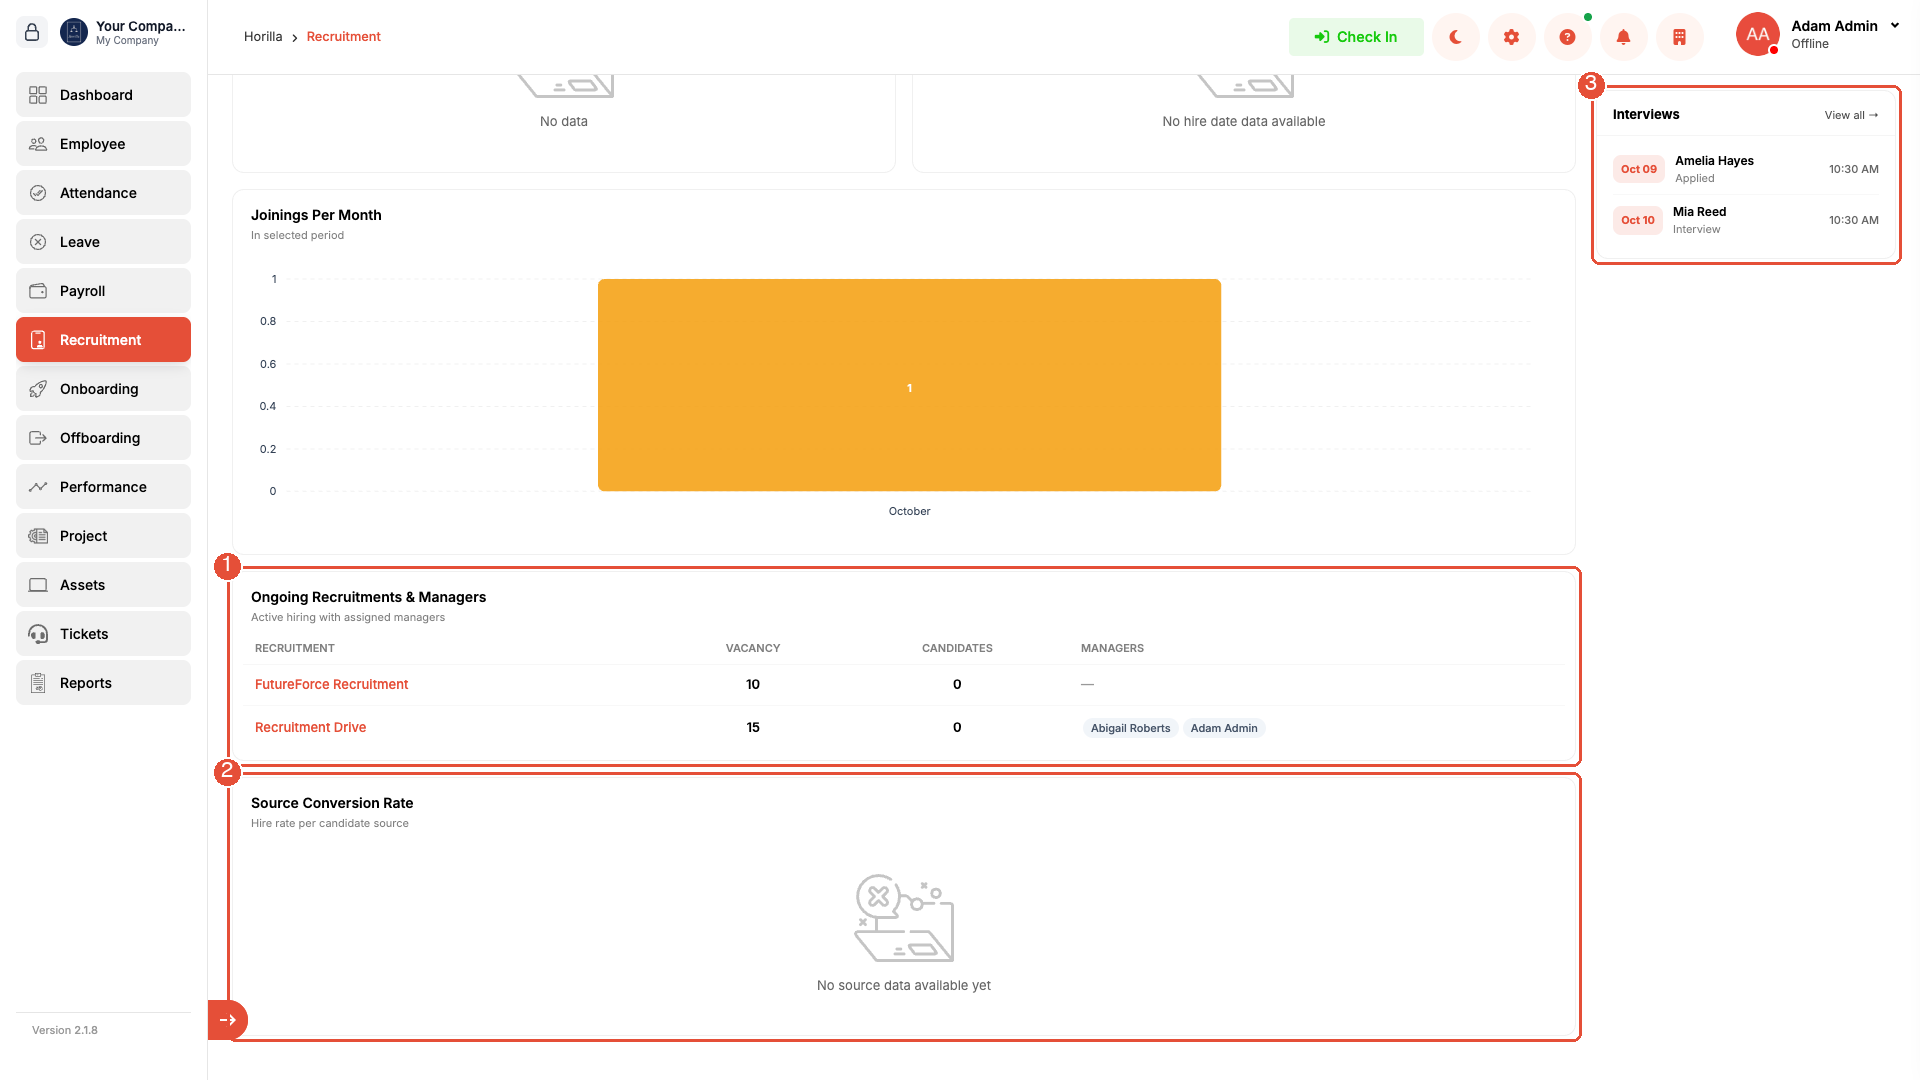 Your Compa...
My Company
Dashboard
Employee
Attendance
Leave
Payroll
Recruitment
Onboarding
Offboarding
Performance
Project
Assets
Tickets
Reports
Version 2.1.8
Horilla > Recruitment
Check In
AA
Adam Admin
Offline
No data
No hire date data available
Joinings Per Month
In selected period
1
0.8
0.6
0.4
0.2
0
1
October
1
Ongoing Recruitments & Managers
Active hiring with assigned managers
RECRUITMENT VACANCY CANDIDATES MANAGERS
FutureForce Recruitment 10 0 —
Recruitment Drive 15 0 Abigail Roberts Adam Admin
2
Source Conversion Rate
Hire rate per candidate source
No source data available yet
3
Interviews View all →
Oct 09 Amelia Hayes 10:30 AM
Applied
Oct 10 Mia Reed 10:30 AM
Interview